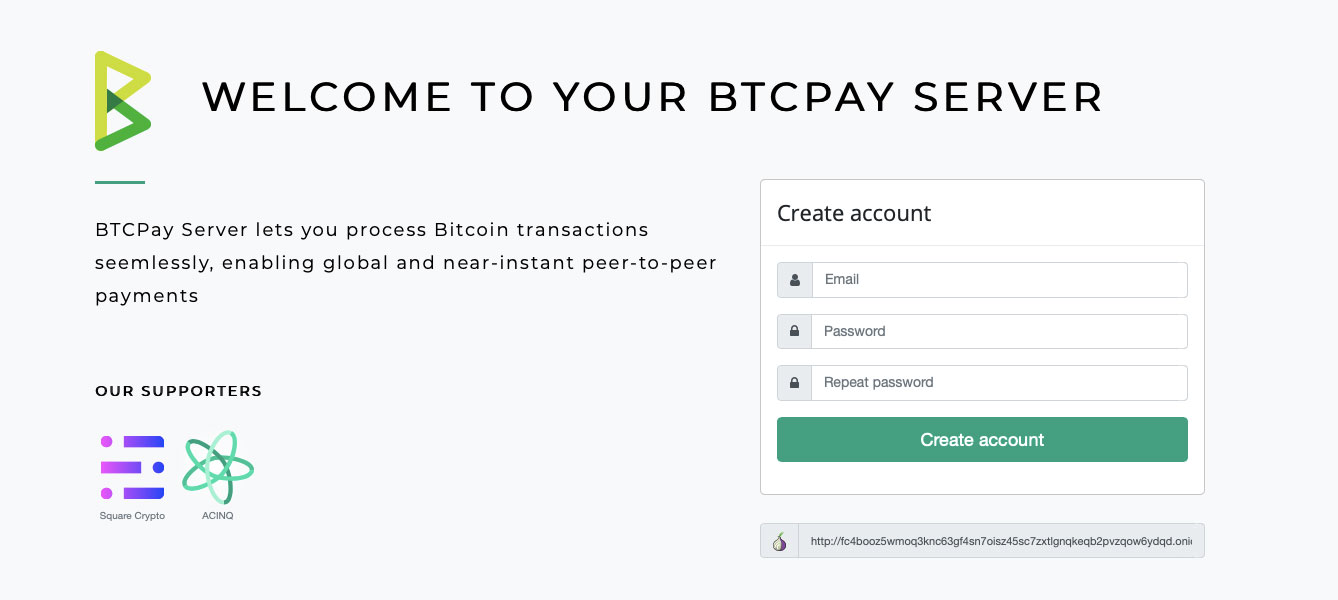 WELCOME TO YOUR BTCPAY SERVER
BTCPay Server lets you process Bitcoin transactions
seemlessly, enabling global and near-instant peer-to-peer
payments
OUR SUPPORTERS
Square Crypto
ACINQ
Create account
Email
Password
Repeat password
Create account
http://fc4booz5wmoq3knc63gf4sn7oisz45sc7zxtlgnqkeqb2pvzqow6ydqd.oni